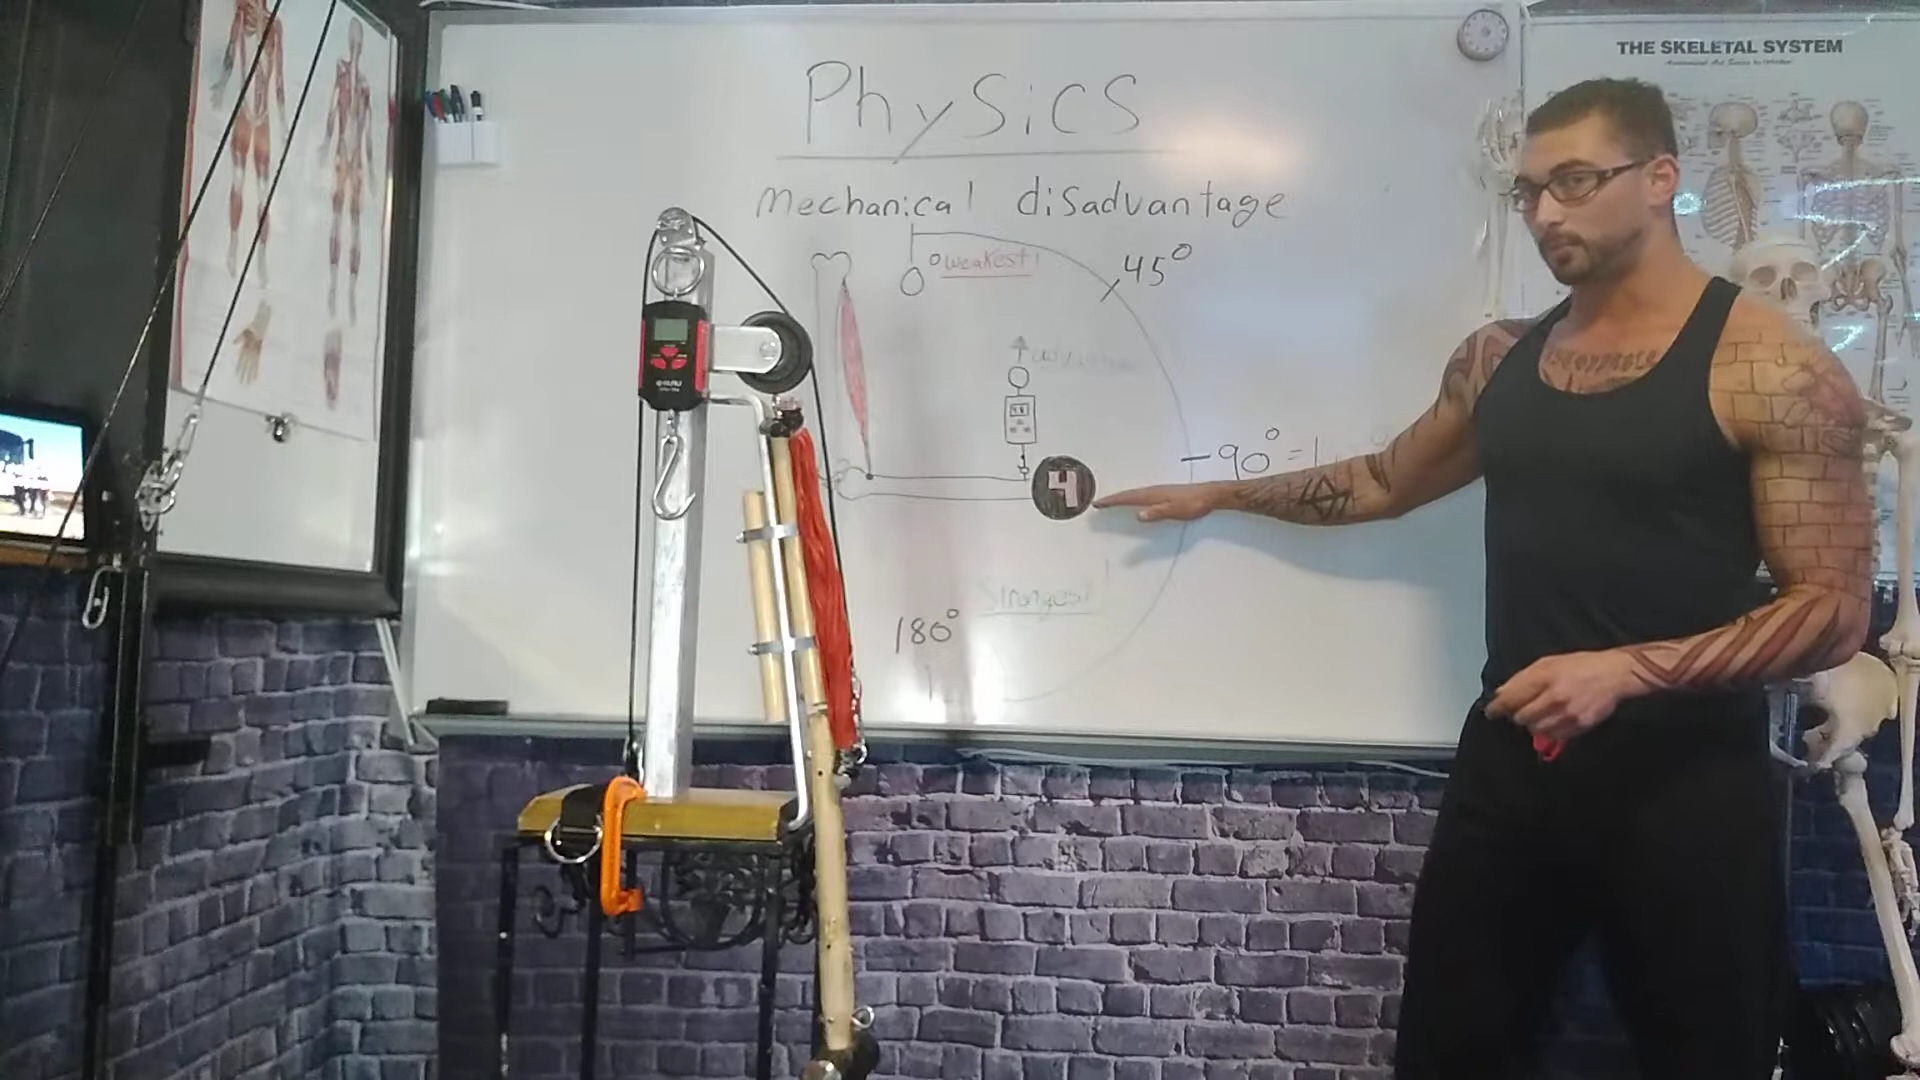 Physics
THE SKELETAL SYSTEM
mechanical disadvantage
0° weakest!
45°
4
90° =
Strongest!
180°